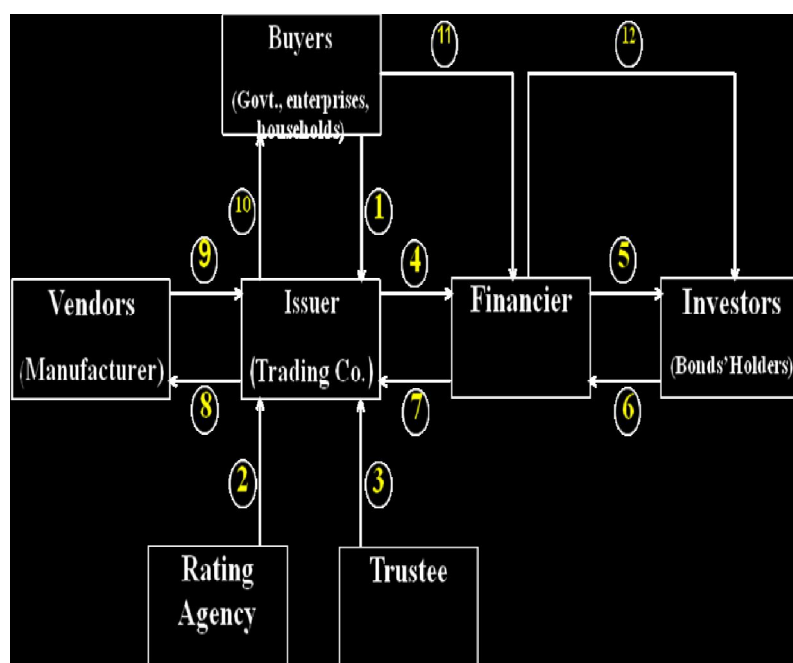 Buyers
(Govt., enterprises,
households)
11
12
10
1
9
4
5
Vendors
(Manufacturer)
Issuer
(Trading Co.)
Financier
Investors
(Bonds'Holders)
8
7
6
2
3
Rating
Agency
Trustee